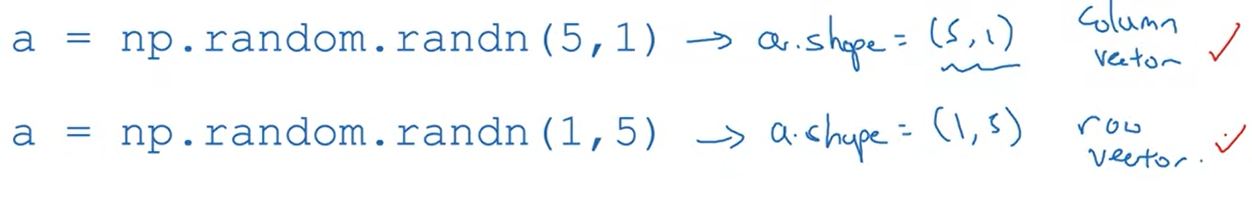 a = np.random.randn(5,1) → a.shape = (5,1) column vector ✓
a = np.random.randn(1,5) → a.shape = (1,5) row vector. ✓